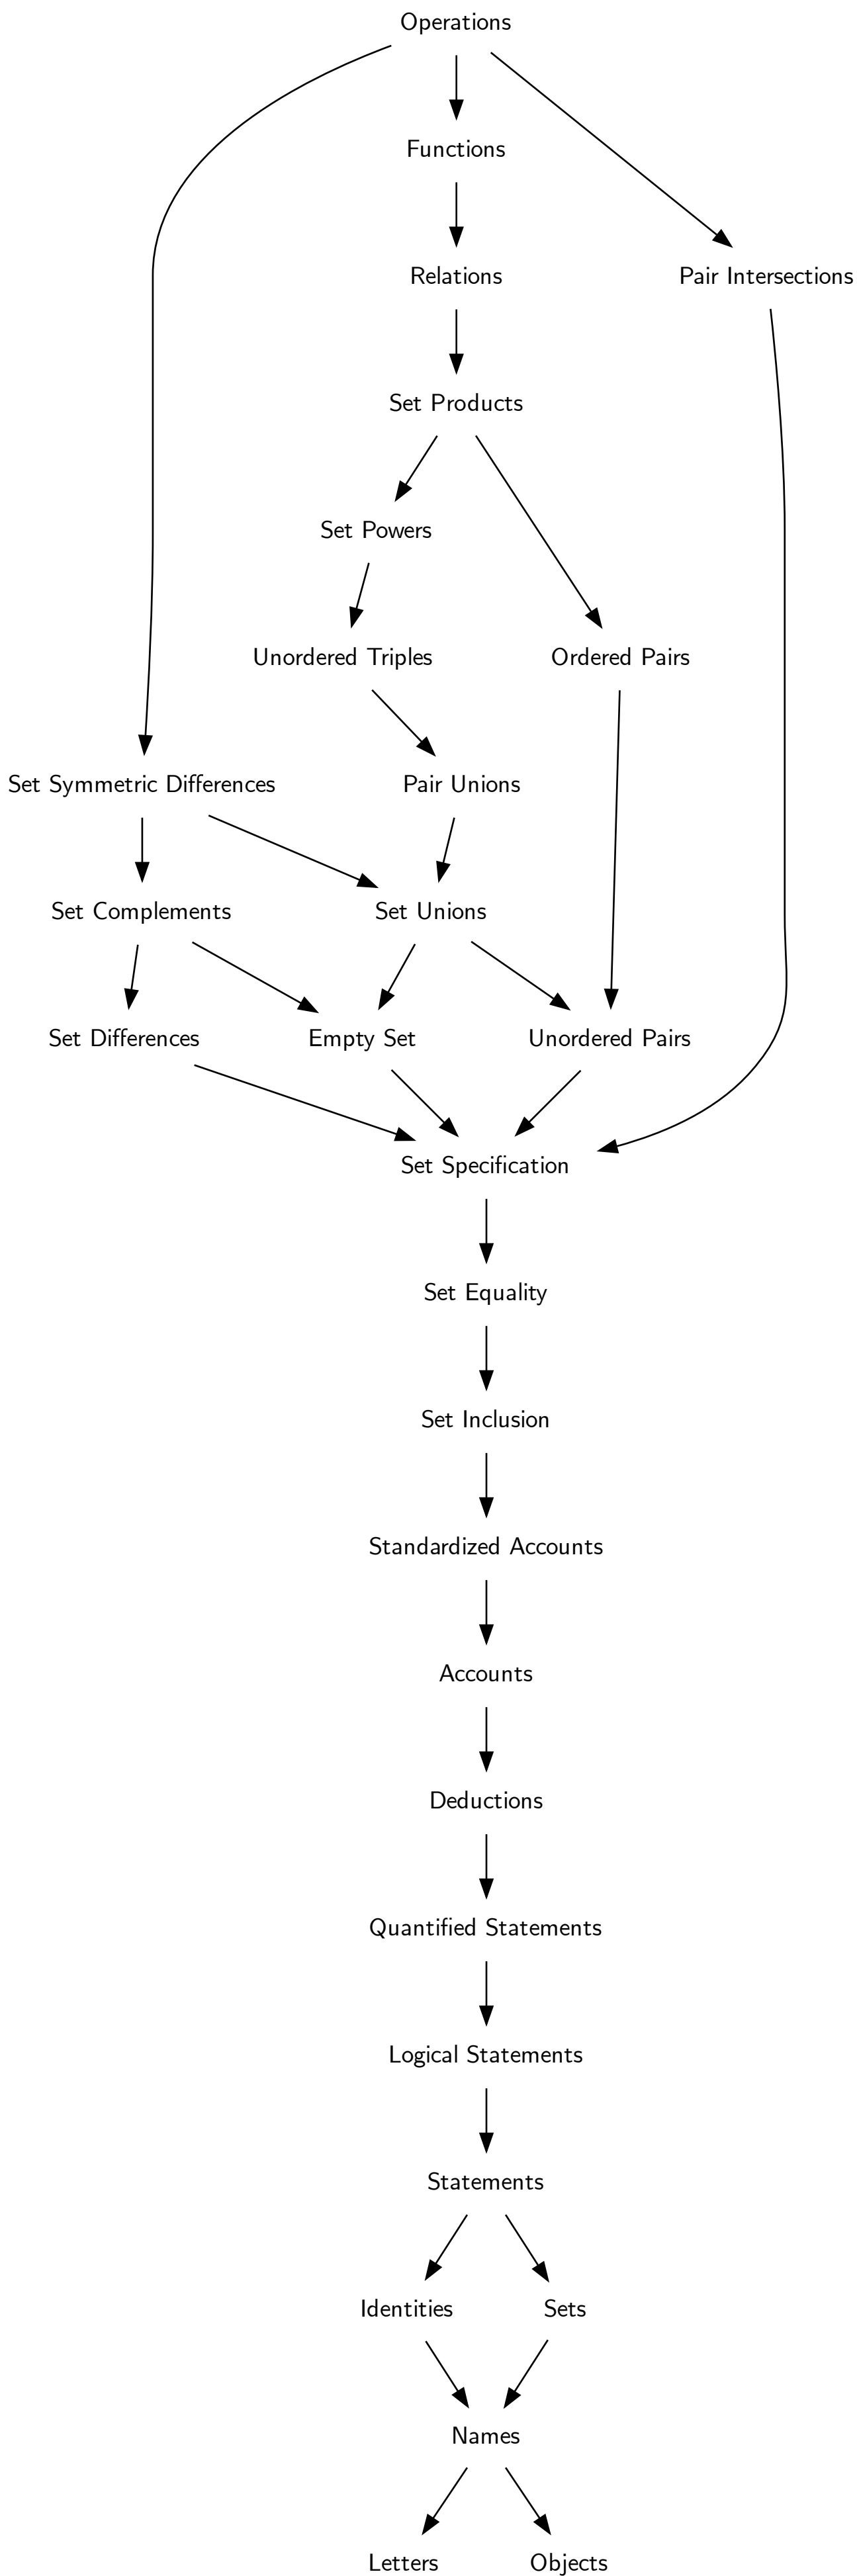 Operations
Functions
Relations
Pair Intersections
Set Products
Set Powers
Unordered Triples
Ordered Pairs
Set Symmetric Differences
Pair Unions
Set Complements
Set Unions
Set Differences
Empty Set
Unordered Pairs
Set Specification
Set Equality
Set Inclusion
Standardized Accounts
Accounts
Deductions
Quantified Statements
Logical Statements
Statements
Identities
Sets
Names
Letters
Objects